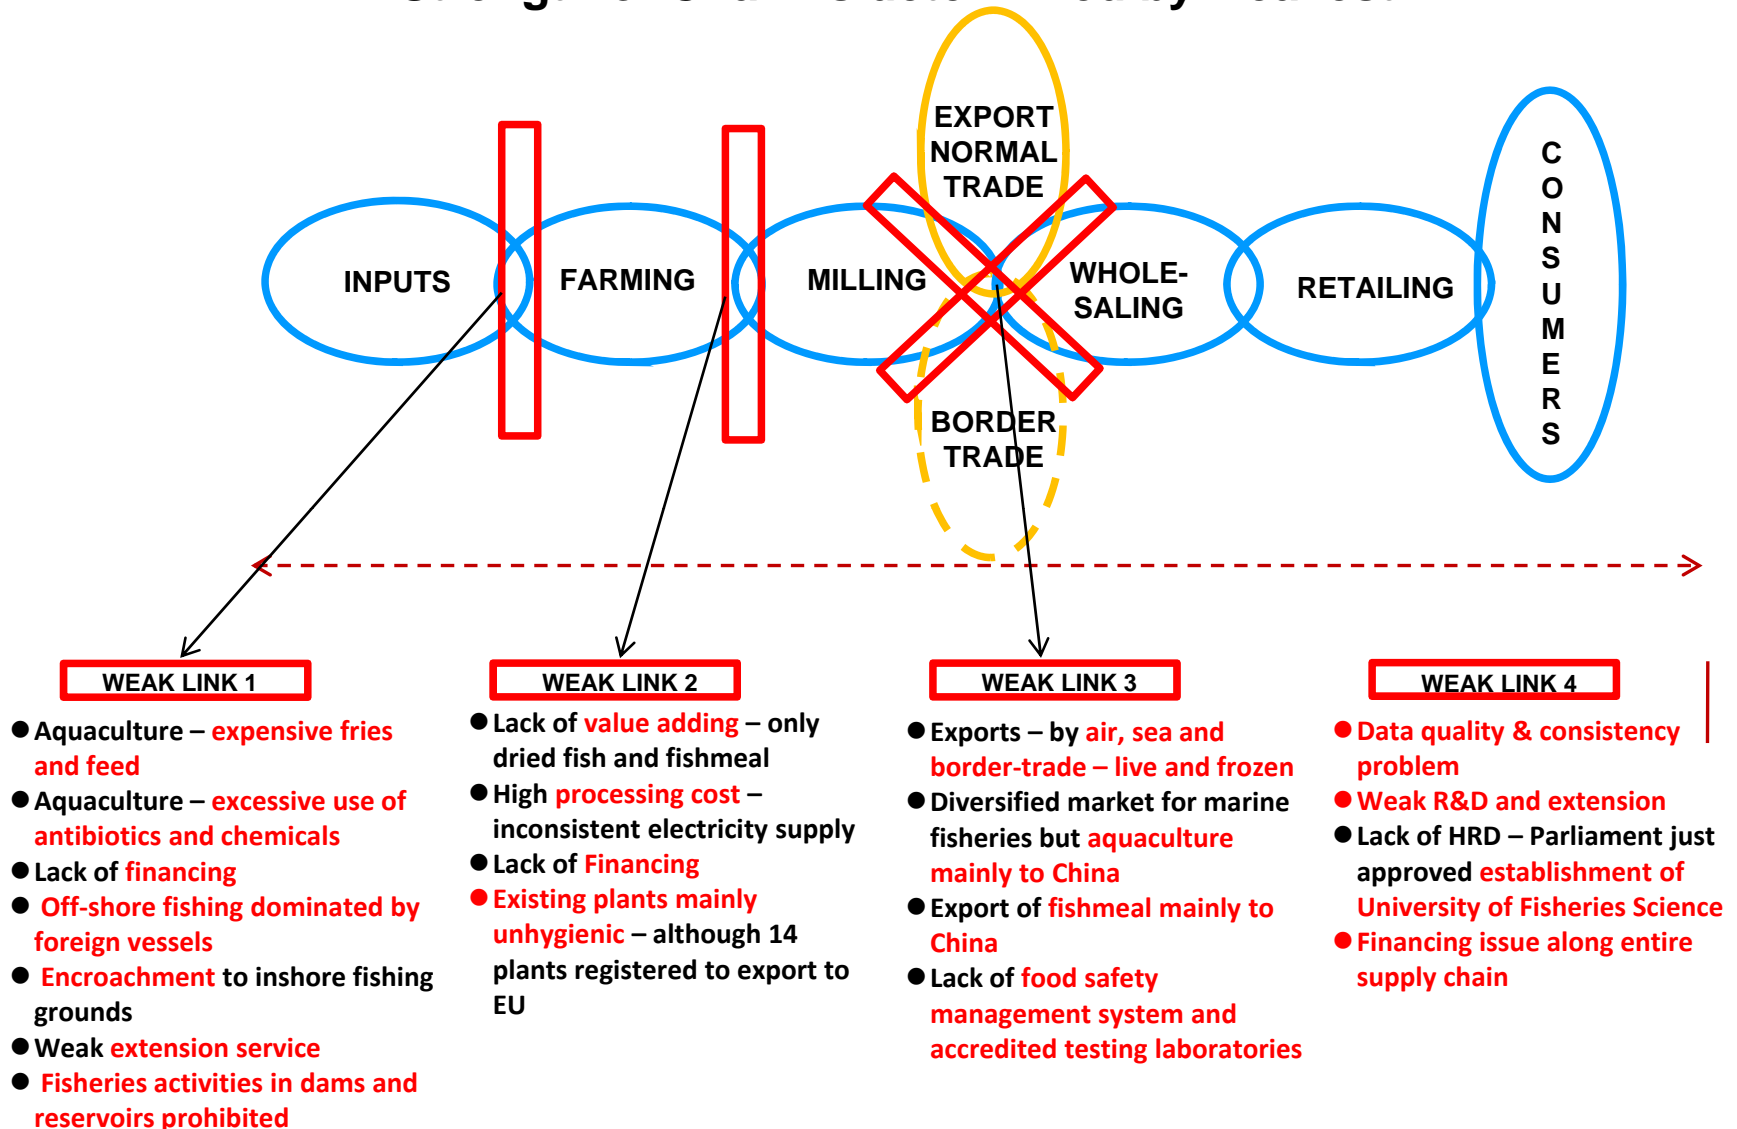 EXPORT
NORMAL
TRADE
INPUTS
FARMING
MILLING
WHOLE-
SALING
RETAILING
C
O
N
S
U
M
E
R
S
BORDER
TRADE
WEAK LINK 1
● Aquaculture – expensive fries
and feed
● Aquaculture – excessive use of
antibiotics and chemicals
● Lack of financing
● Off-shore fishing dominated by
foreign vessels
● Encroachment to inshore fishing
grounds
● Weak extension service
● Fisheries activities in dams and
reservoirs prohibited
WEAK LINK 2
● Lack of value adding – only
dried fish and fishmeal
● High processing cost –
inconsistent electricity supply
● Lack of Financing
● Existing plants mainly
unhygienic – although 14
plants registered to export to
EU
WEAK LINK 3
● Exports – by air, sea and
border-trade – live and frozen
● Diversified market for marine
fisheries but aquaculture
mainly to China
● Export of fishmeal mainly to
China
● Lack of food safety
management system and
accredited testing laboratories
WEAK LINK 4
● Data quality & consistency
problem
● Weak R&D and extension
● Lack of HRD – Parliament just
approved establishment of
University of Fisheries Science
● Financing issue along entire
supply chain